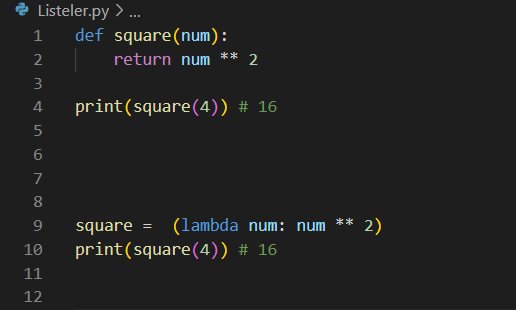 Listeler.py > ...
1 def square(num):
2     return num ** 2
3
4 print(square(4)) # 16
5
6
7
8
9 square =  (lambda num: num ** 2)
10 print(square(4)) # 16
11
12